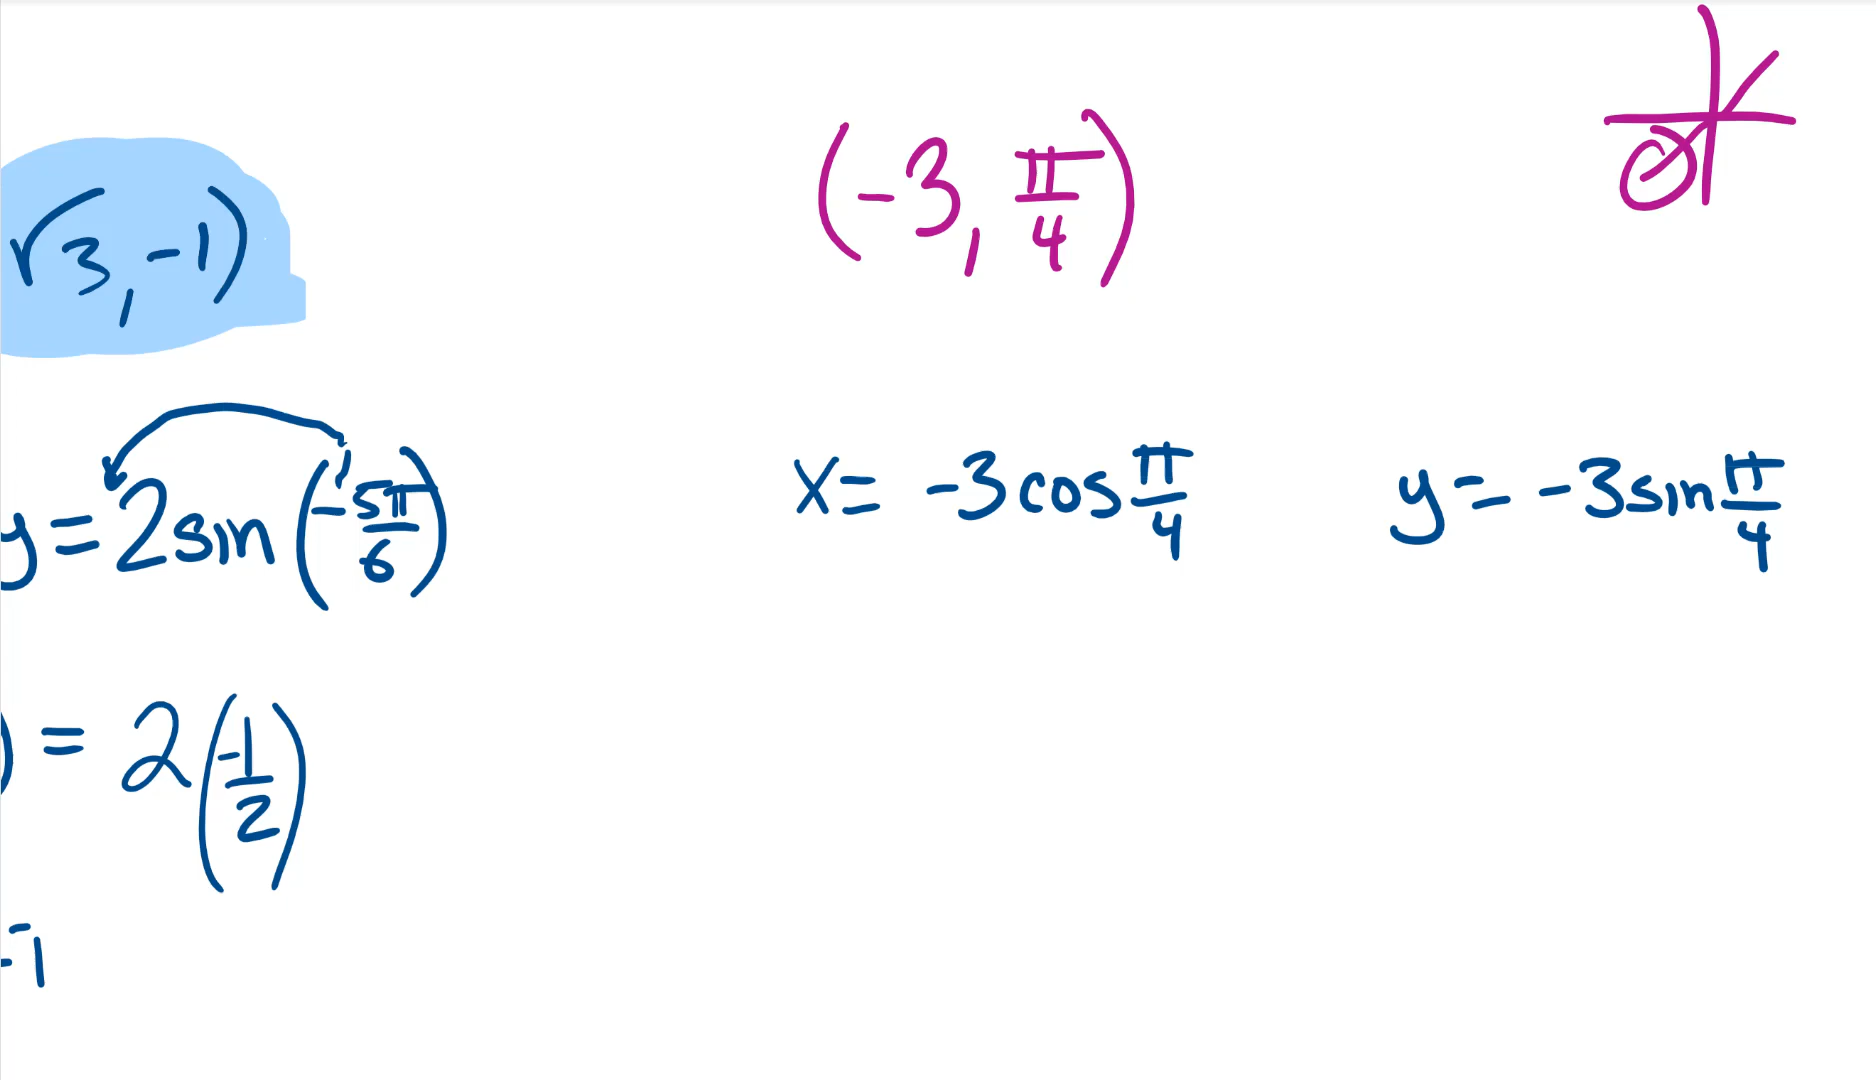 √3, -1)
(-3, π/4)
y = 2sin(-5π/6)
x = -3cos π/4
y = -3sin π/4
) = 2(-1/2)
-1